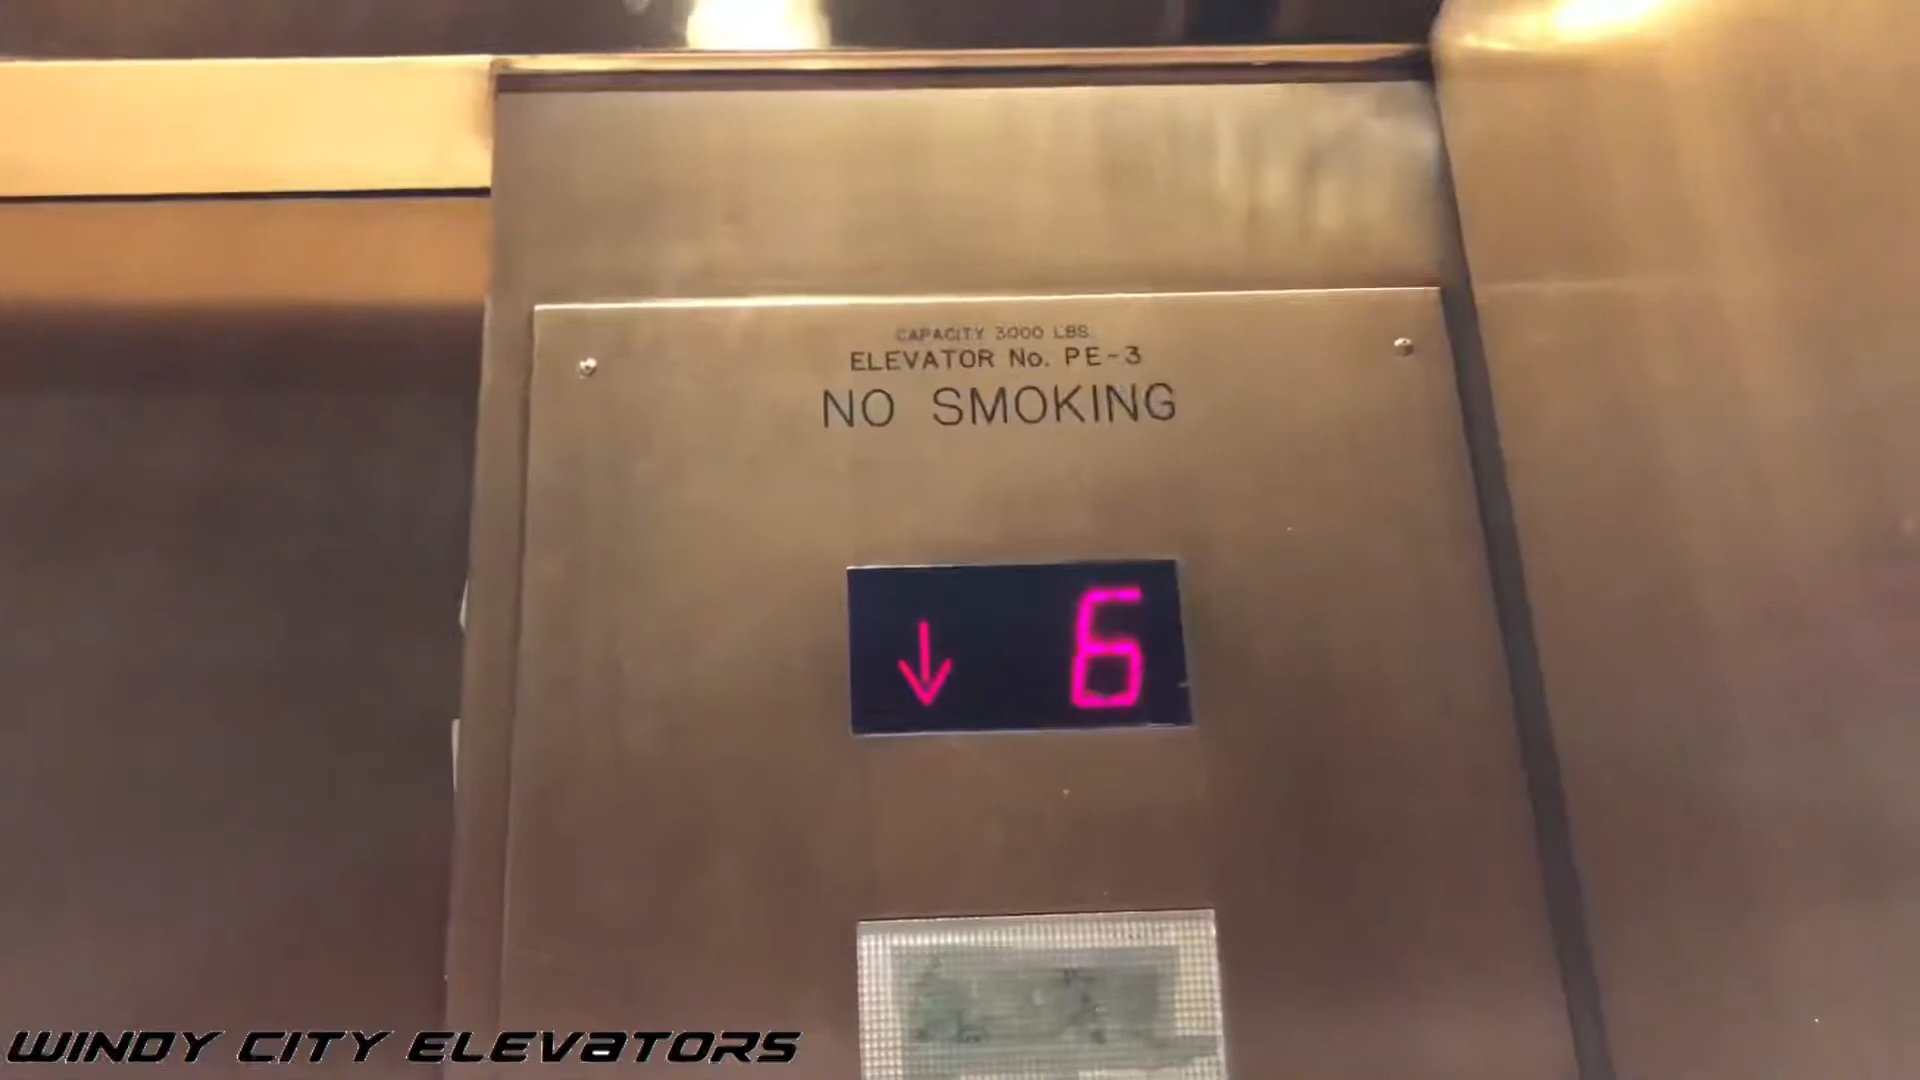 CAPACITY 3000 LBS.
ELEVATOR No. PE-3
NO SMOKING
↓ 6
WINDY CITY ELEVATORS